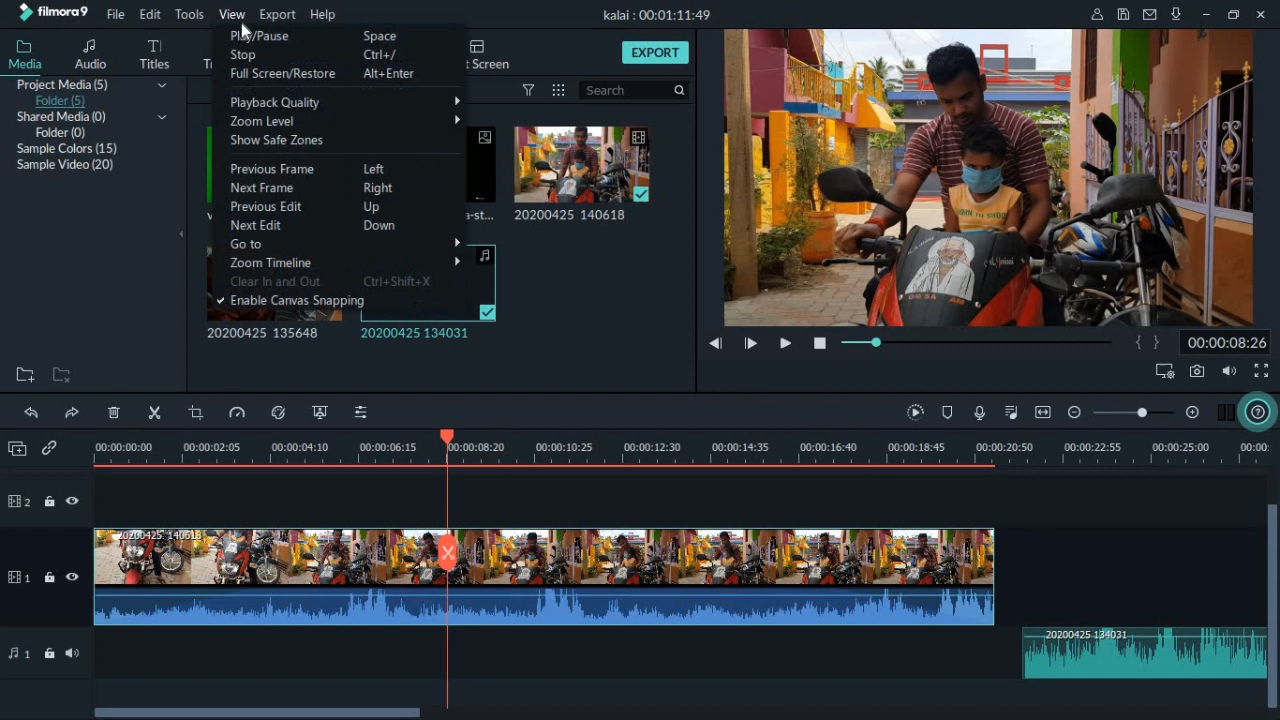 filmora9 File Edit Tools View Export Help kalai : 00:01:11:49
Media Audio Titles EXPORT
Play/Pause Space
Stop Ctrl+/
Full Screen/Restore Alt+Enter
Playback Quality
Zoom Level
Show Safe Zones
Previous Frame Left
Next Frame Right
Previous Edit Up
Next Edit Down
Go to
Zoom Timeline
Clear In and Out Ctrl+Shift+X
Enable Canvas Snapping
Screen
Search
Project Media (5)
Folder (5)
Shared Media (0)
Folder (0)
Sample Colors (15)
Sample Video (20)
20200425 140618
20200425 135648
20200425 134031
BORN TO SHOOT
00:00:08:26
00:00:00:00 00:00:02:05 00:00:04:10 00:00:06:15 00:00:08:20 00:00:10:25 00:00:12:30 00:00:14:35 00:00:16:40 00:00:18:45 00:00:20:50 00:00:22:55 00:00:25:00
2
20200425 140618
1
1
20200425 134031